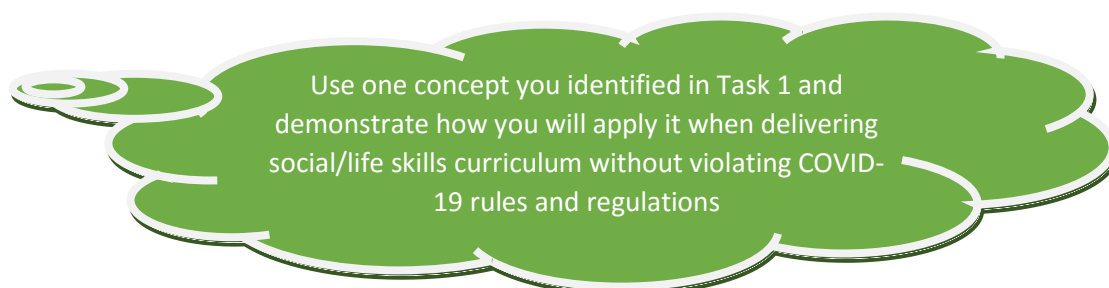 Use one concept you identified in Task 1 and
demonstrate how you will apply it when delivering
social/life skills curriculum without violating COVID-
19 rules and regulations